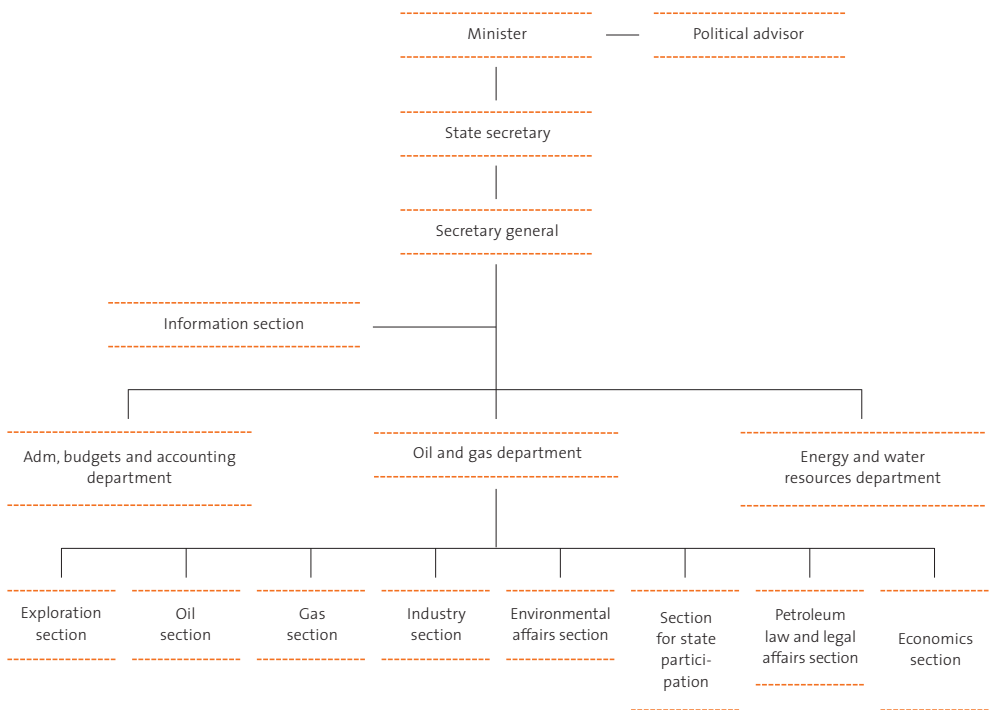 Minister
Political advisor
State secretary
Secretary general
Information section
Adm, budgets and accounting
department
Oil and gas department
Energy and water
resources department
Exploration
section
Oil
section
Gas
section
Industry
section
Environmental
affairs section
Section
for state
partici-
pation
Petroleum
law and legal
affairs section
Economics
section